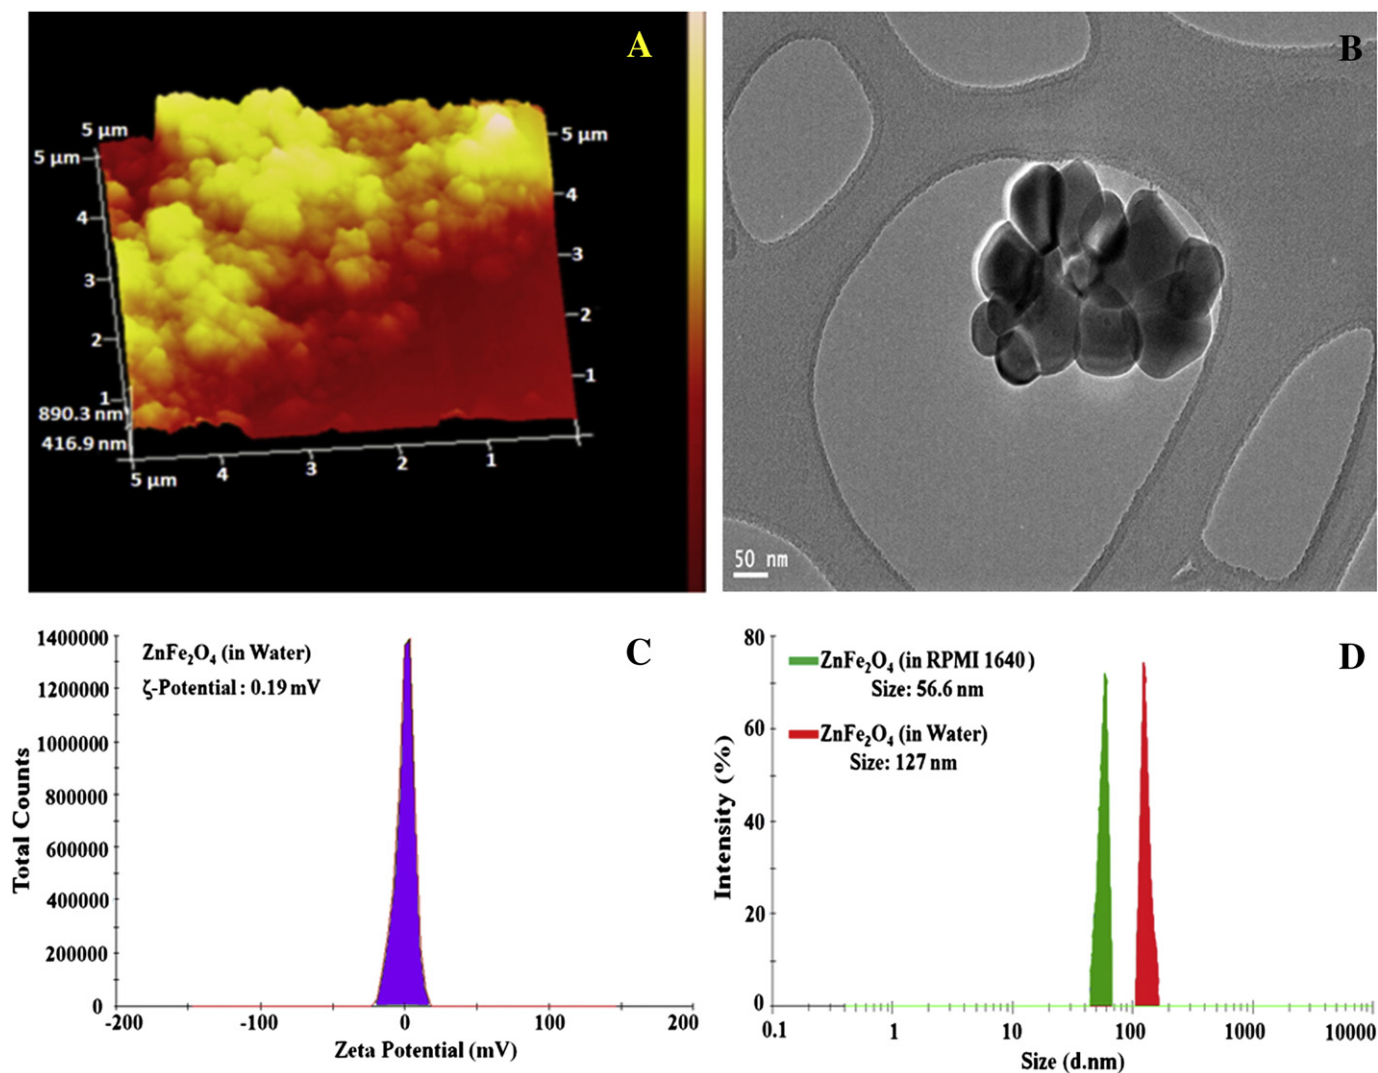 A
5 μm
5 μm
5 μm
4
4
3
3
2
2
1
1
890.3 nm
416.9 nm
5 μm
4
3
2
1
B
50 nm
C
ZnFe₂O₄ (in Water)
ζ-Potential : 0.19 mV
Total Counts
1400000
1200000
1000000
800000
600000
400000
200000
0
-200
-100
0
100
200
Zeta Potential (mV)
D
ZnFe₂O₄ (in RPMI 1640)
Size: 56.6 nm
ZnFe₂O₄ (in Water)
Size: 127 nm
Intensity (%)
80
60
40
20
0
0.1
1
10
100
1000
10000
Size (d.nm)